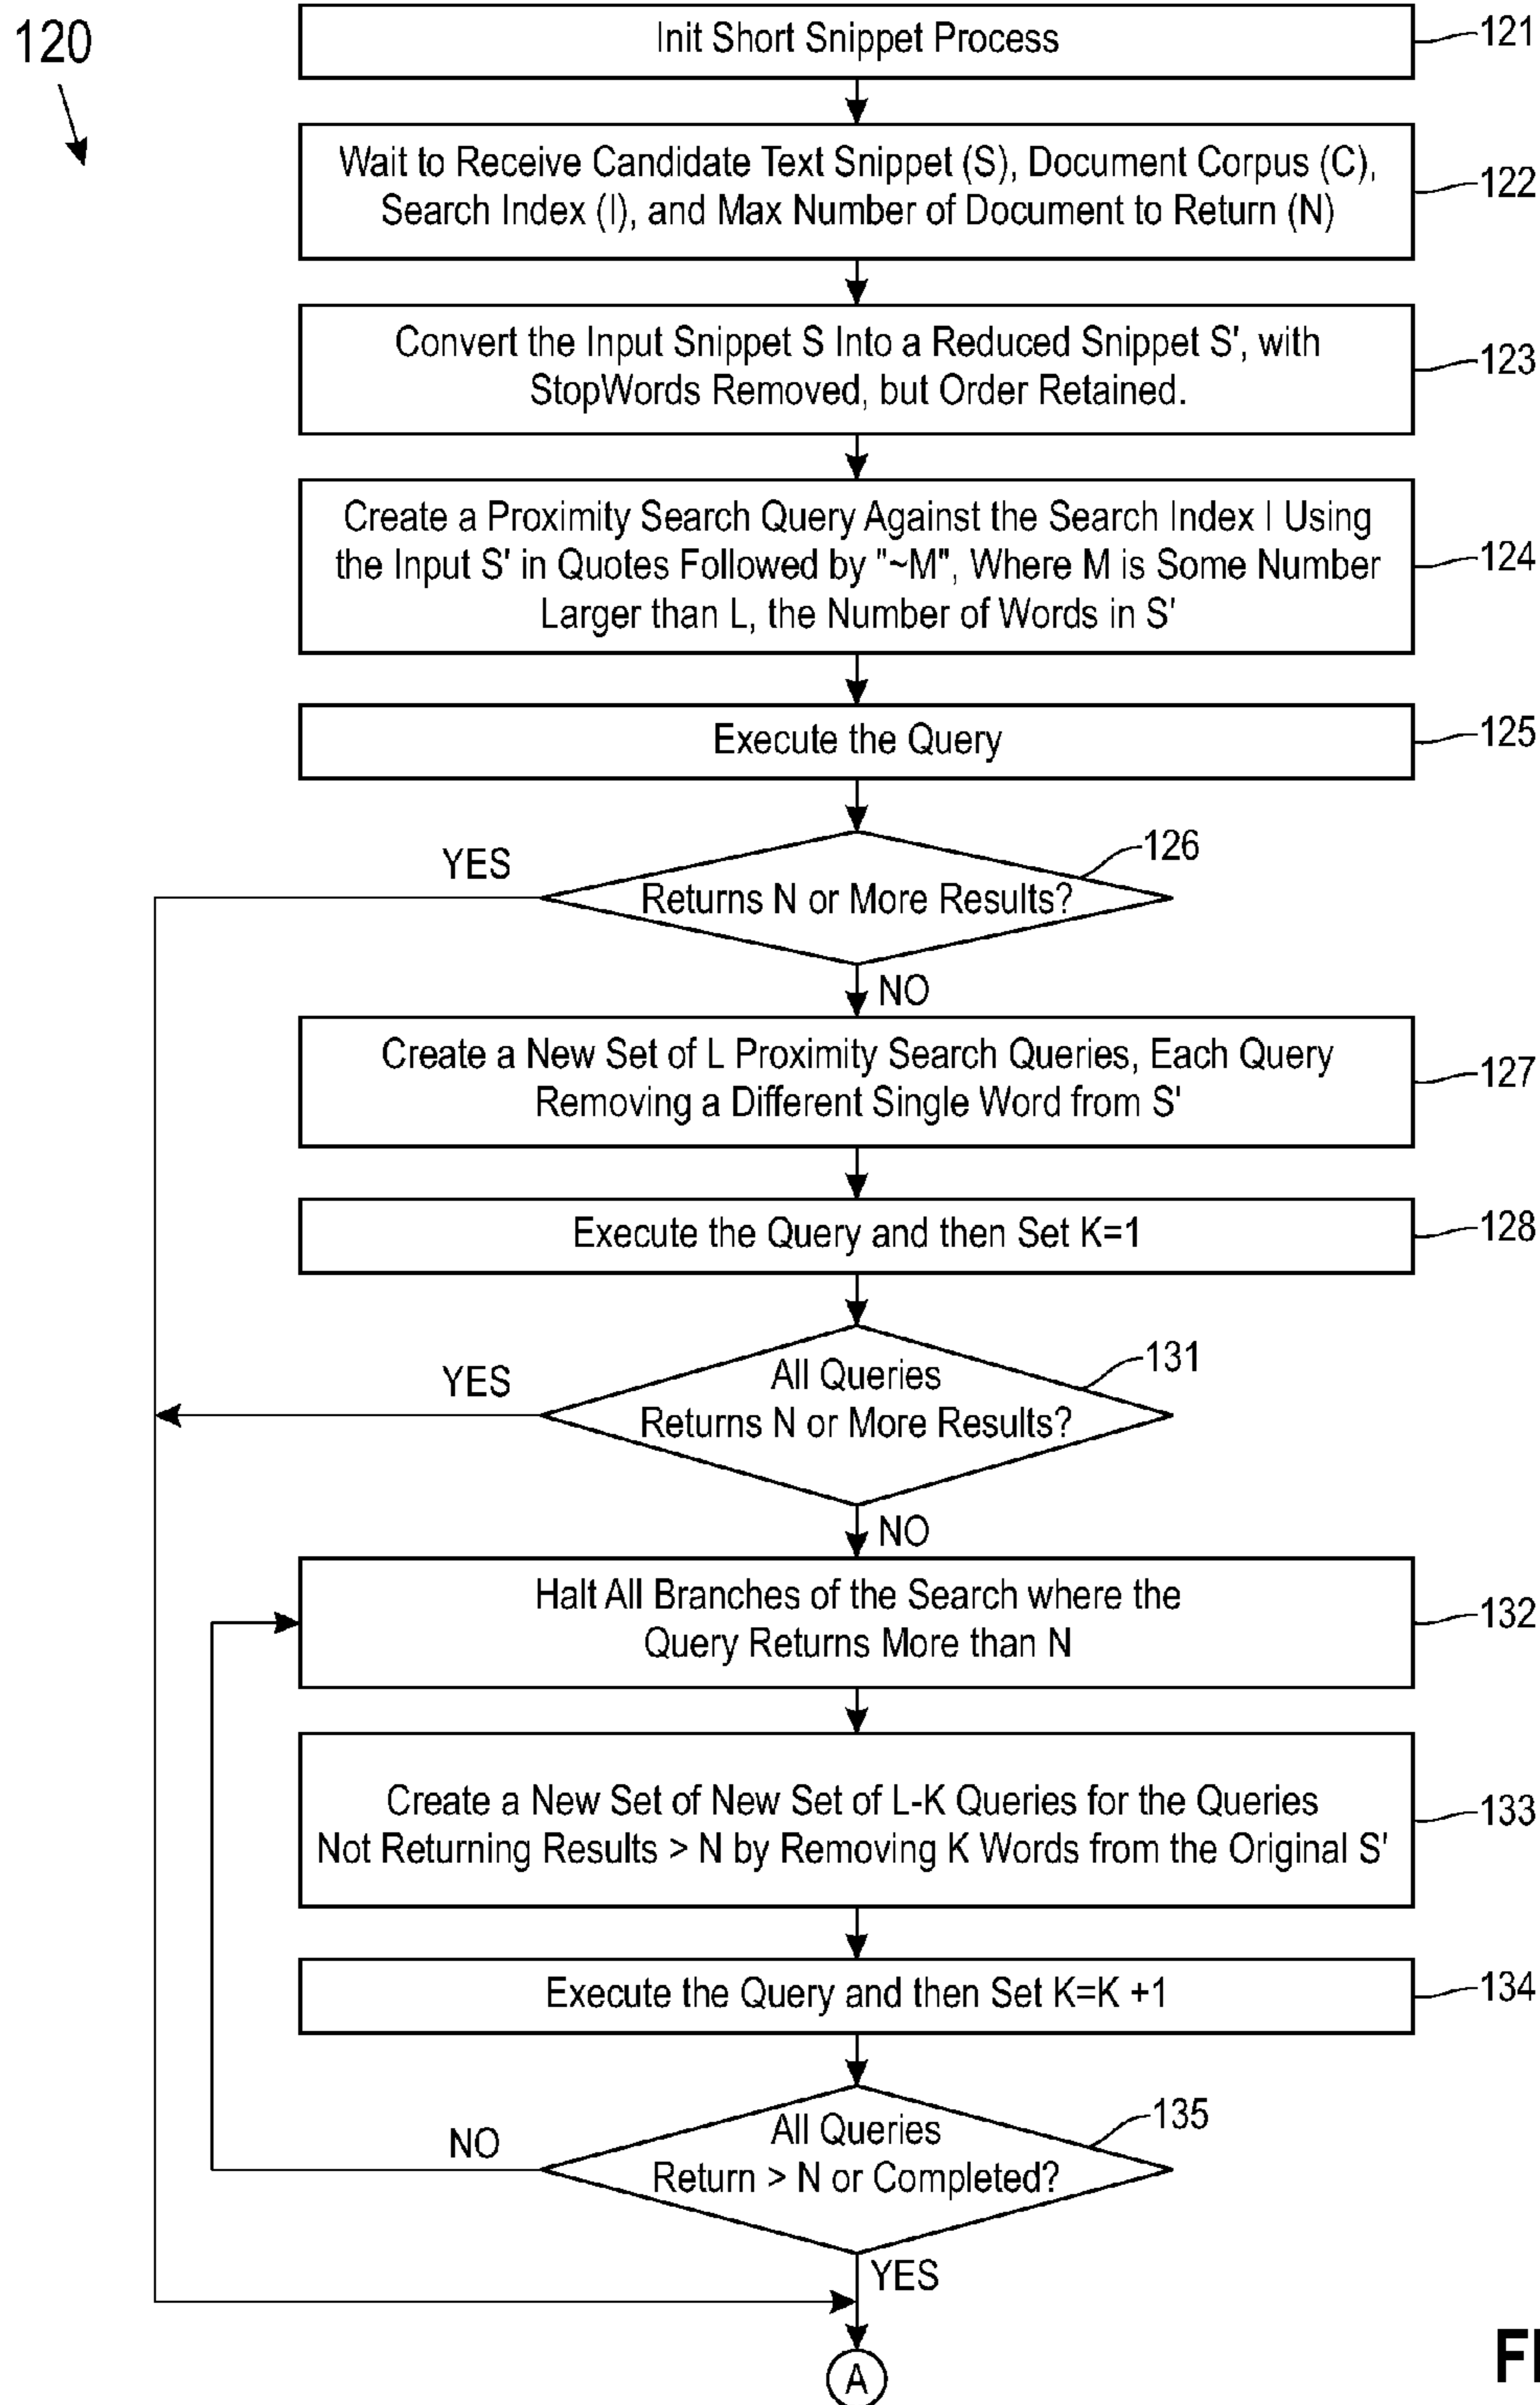 120
Init Short Snippet Process
121
Wait to Receive Candidate Text Snippet (S), Document Corpus (C),
Search Index (I), and Max Number of Document to Return (N)
122
Convert the Input Snippet S Into a Reduced Snippet S', with
StopWords Removed, but Order Retained.
123
Create a Proximity Search Query Against the Search Index I Using
the Input S' in Quotes Followed by "~M", Where M is Some Number
Larger than L, the Number of Words in S'
124
Execute the Query
125
YES
126
Returns N or More Results?
NO
Create a New Set of L Proximity Search Queries, Each Query
Removing a Different Single Word from S'
127
Execute the Query and then Set K=1
128
YES
131
All Queries
Returns N or More Results?
NO
Halt All Branches of the Search where the
Query Returns More than N
132
Create a New Set of New Set of L-K Queries for the Queries
Not Returning Results > N by Removing K Words from the Original S'
133
Execute the Query and then Set K=K +1
134
NO
135
All Queries
Return > N or Completed?
YES
A